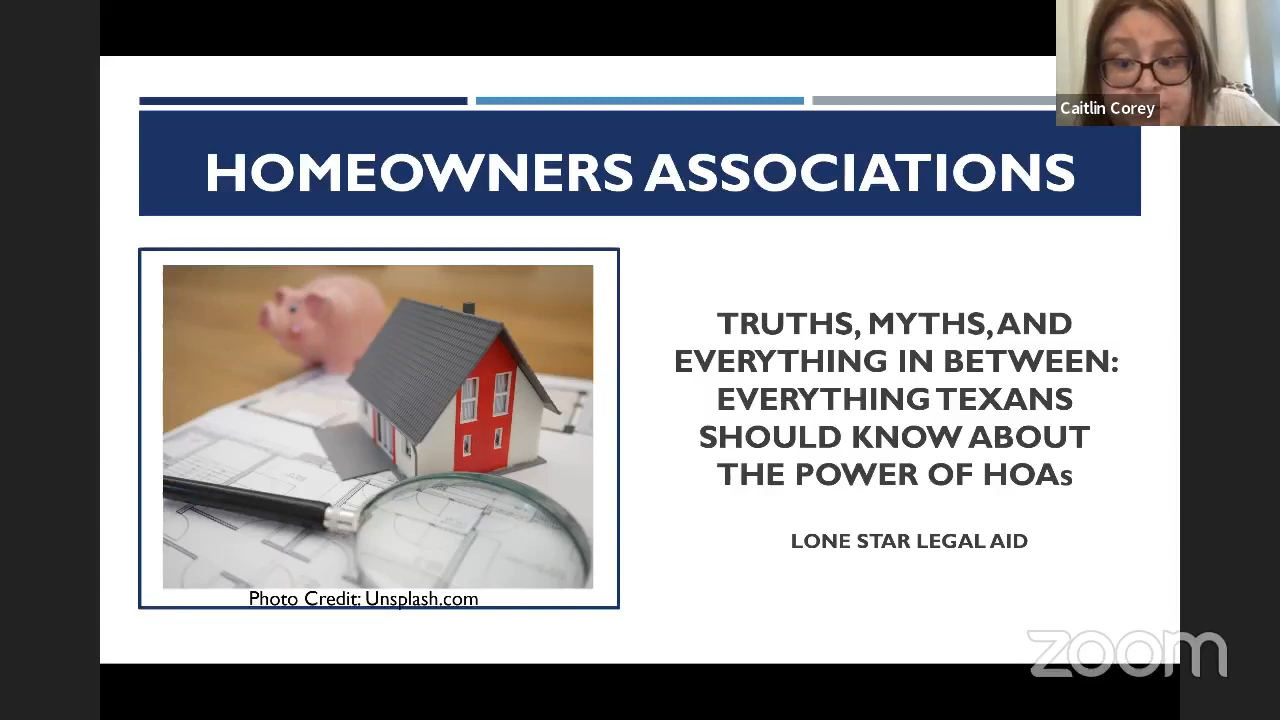 Caitlin Corey
HOMEOWNERS ASSOCIATIONS
TRUTHS, MYTHS, AND
EVERYTHING IN BETWEEN:
EVERYTHING TEXANS
SHOULD KNOW ABOUT
THE POWER OF HOAs
LONE STAR LEGAL AID
Photo Credit: Unsplash.com
zoom